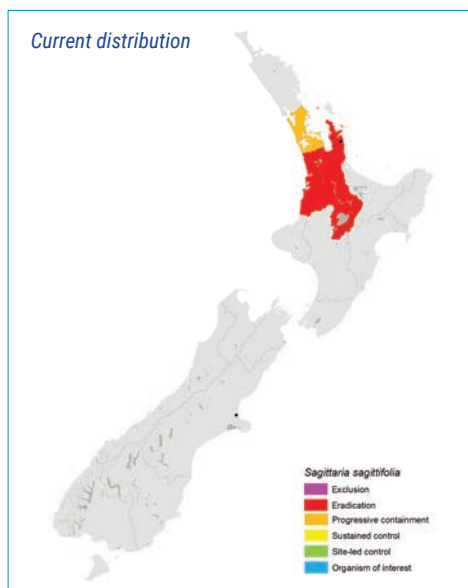 Current distribution
Sagittaria sagittifolia
Exclusion
Eradication
Progressive containment
Sustained control
Site-led control
Organism of interest